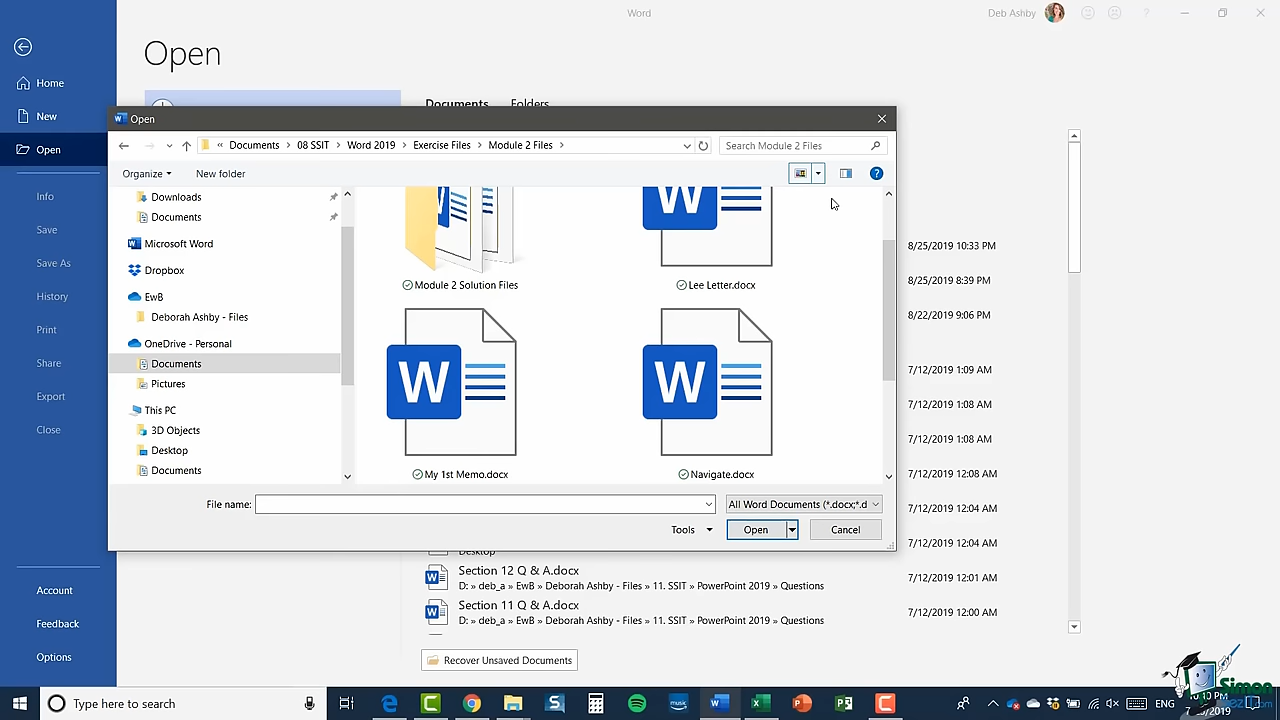 Word
Deb Ashby
Open
Home
New
Open
Info
Save
Save As
History
Print
Share
Export
Close
Account
Feedback
Options
Documents Folders
Open
« Documents > 08 SSIT > Word 2019 > Exercise Files > Module 2 Files >
Search Module 2 Files
Organize
New folder
Downloads
Documents
Microsoft Word
Dropbox
EwB
Deborah Ashby - Files
OneDrive - Personal
Documents
Pictures
This PC
3D Objects
Desktop
Documents
Module 2 Solution Files
Lee Letter.docx
My 1st Memo.docx
Navigate.docx
File name:
All Word Documents (*.docx;*.d
Tools
Open
Cancel
8/25/2019 10:33 PM
8/25/2019 8:39 PM
8/22/2019 9:06 PM
7/12/2019 1:09 AM
7/12/2019 1:08 AM
7/12/2019 1:08 AM
7/12/2019 12:08 AM
7/12/2019 12:04 AM
7/12/2019 12:04 AM
Desktop
Section 12 Q & A.docx
7/12/2019 12:01 AM
D: » deb_a » EwB » Deborah Ashby - Files » 11. SSIT » PowerPoint 2019 » Questions
Section 11 Q & A.docx
7/12/2019 12:00 AM
D: » deb_a » EwB » Deborah Ashby - Files » 11. SSIT » PowerPoint 2019 » Questions
Recover Unsaved Documents
Type here to search
music
ENG
Simon